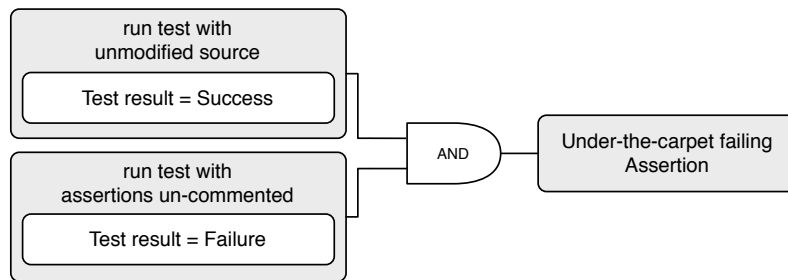 run test with
unmodified source
Test result = Success
run test with
assertions un-commented
Test result = Failure
AND
Under-the-carpet failing
Assertion